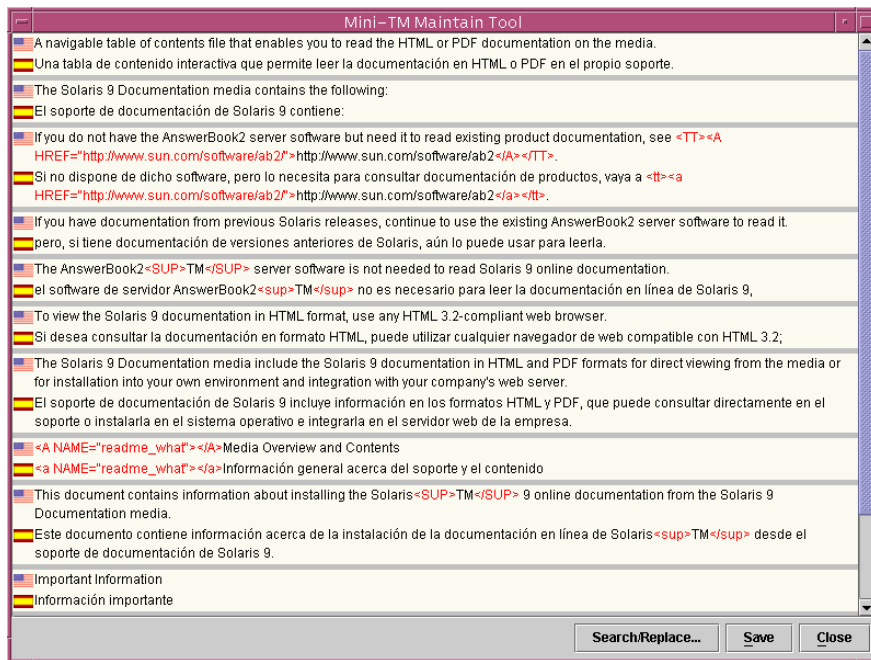 Mini-TM Maintain Tool
A navigable table of contents file that enables you to read the HTML or PDF documentation on the media.
Una tabla de contenido interactiva que permite leer la documentación en HTML o PDF en el propio soporte.
The Solaris 9 Documentation media contains the following:
El soporte de documentación de Solaris 9 contiene:
If you do not have the AnswerBook2 server software but need it to read existing product documentation, see <TT><A
HREF="http://www.sun.com/software/ab2/">http://www.sun.com/software/ab2</A></TT>.
Si no dispone de dicho software, pero lo necesita para consultar documentación de productos, vaya a <tt><a
HREF="http://www.sun.com/software/ab2/">http://www.sun.com/software/ab2</a></tt>.
If you have documentation from previous Solaris releases, continue to use the existing AnswerBook2 server software to read it.
pero, si tiene documentación de versiones anteriores de Solaris, aún lo puede usar para leerla.
The AnswerBook2<SUP>TM</SUP> server software is not needed to read Solaris 9 online documentation.
el software de servidor AnswerBook2<sup>TM</sup> no es necesario para leer la documentación en línea de Solaris 9,
To view the Solaris 9 documentation in HTML format, use any HTML 3.2-compliant web browser.
Si desea consultar la documentación en formato HTML, puede utilizar cualquier navegador de web compatible con HTML 3.2;
The Solaris 9 Documentation media include the Solaris 9 documentation in HTML and PDF formats for direct viewing from the media or
for installation into your own environment and integration with your company's web server.
El soporte de documentación de Solaris 9 incluye información en los formatos HTML y PDF, que puede consultar directamente en el
soporte o instalarla en el sistema operativo e integrarla en el servidor web de la empresa.
<A NAME="readme_what"></A>Media Overview and Contents
<a NAME="readme_what"></a>Información general acerca del soporte y el contenido
This document contains information about installing the Solaris<SUP>TM</SUP> 9 online documentation from the Solaris 9
Documentation media.
Este documento contiene información acerca de la instalación de la documentación en línea de Solaris<sup>TM</sup> desde el
soporte de documentación de Solaris 9.
Important Information
Información importante
Search/Replace... Save Close